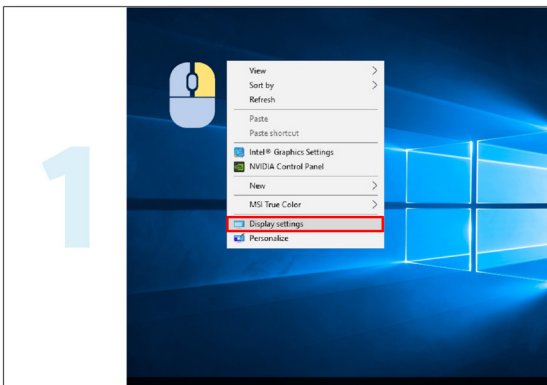 1
View
Sort by
Refresh
Paste
Paste shortcut
Intel® Graphics Settings
NVIDIA Control Panel
New
MSI True Color
Display settings
Personalize